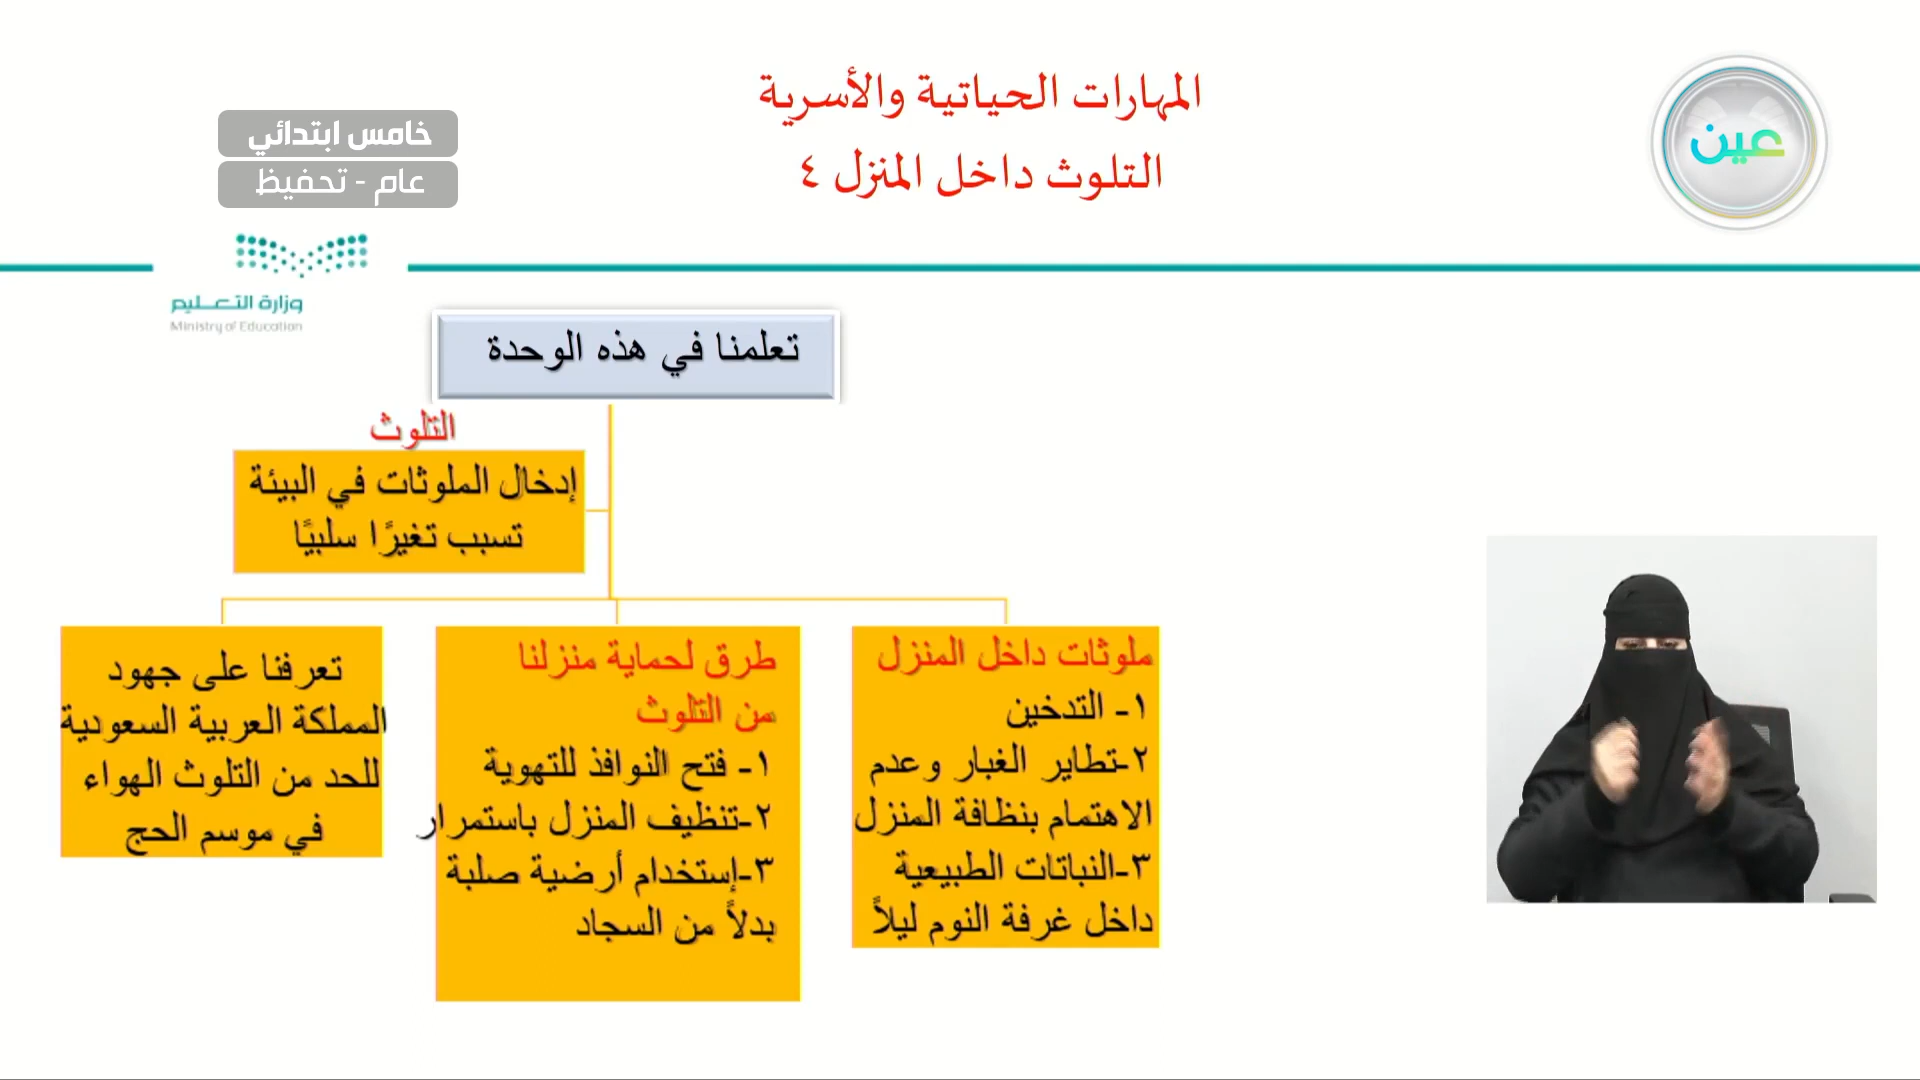 المهارات الحياتية والأسرية
التلوث داخل المنزل ٤
عين
خامس ابتدائي
عام - تحفيظ
وزارة التعليم
Ministry of Education
تعلمنا في هذه الوحدة
التلوث
إدخال الملوثات في البيئة
تسبب تغيرًا سلبيًا
ملوثات داخل المنزل
١- التدخين
٢-تطاير الغبار وعدم
الاهتمام بنظافة المنزل
٣-النباتات الطبيعية
داخل غرفة النوم ليلاً
طرق لحماية منزلنا
من التلوث
١- فتح النوافذ للتهوية
٢-تنظيف المنزل باستمرار
٣-إستخدام أرضية صلبة
بدلاً من السجاد
تعرفنا على جهود
المملكة العربية السعودية
للحد من التلوث الهواء
في موسم الحج